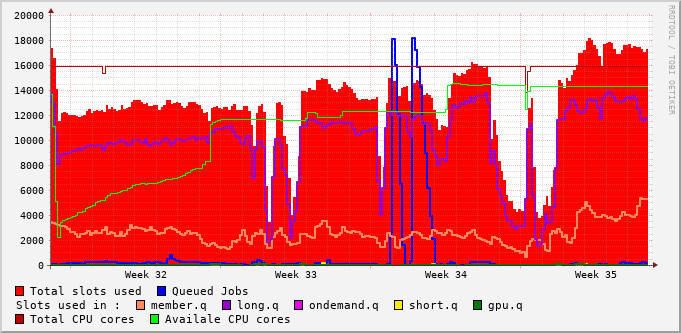 20000
18000
16000
14000
12000
10000
8000
6000
4000
2000
0
Week 32 Week 33 Week 34 Week 35
RRDTOOL / TOBI OETIKER
Total slots used Queued Jobs
Slots used in : member.q long.q ondemand.q short.q gpu.q
Total CPU cores Availale CPU cores